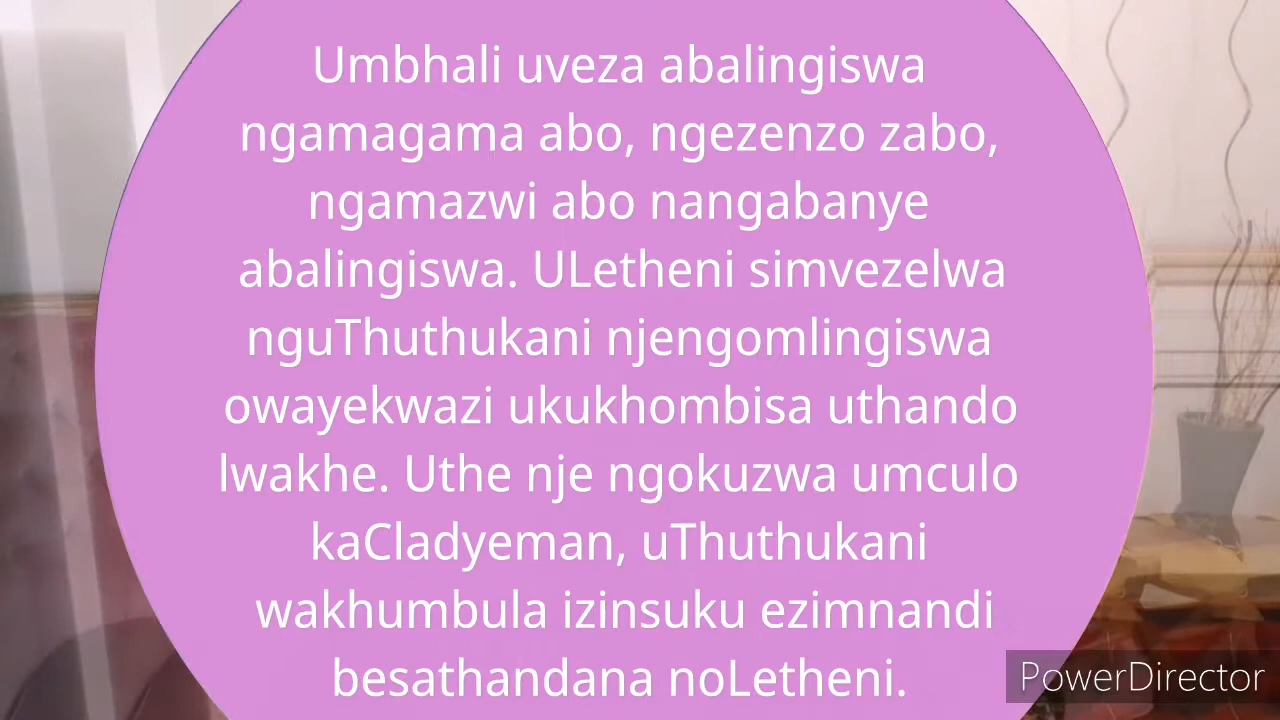 Umbhali uveza abalingiswa
ngamagama abo, ngezenzo zabo,
ngamazwi abo nangabanye
abalingiswa. ULetheni simvezelwa
nguThuthukani njengomlingiswa
owayekwazi ukukhombisa uthando
lwakhe. Uthe nje ngokuzwa umculo
kaCladyeman, uThuthukani
wakhumbula izinsuku ezimnandi
besathandana noLetheni.
PowerDirector